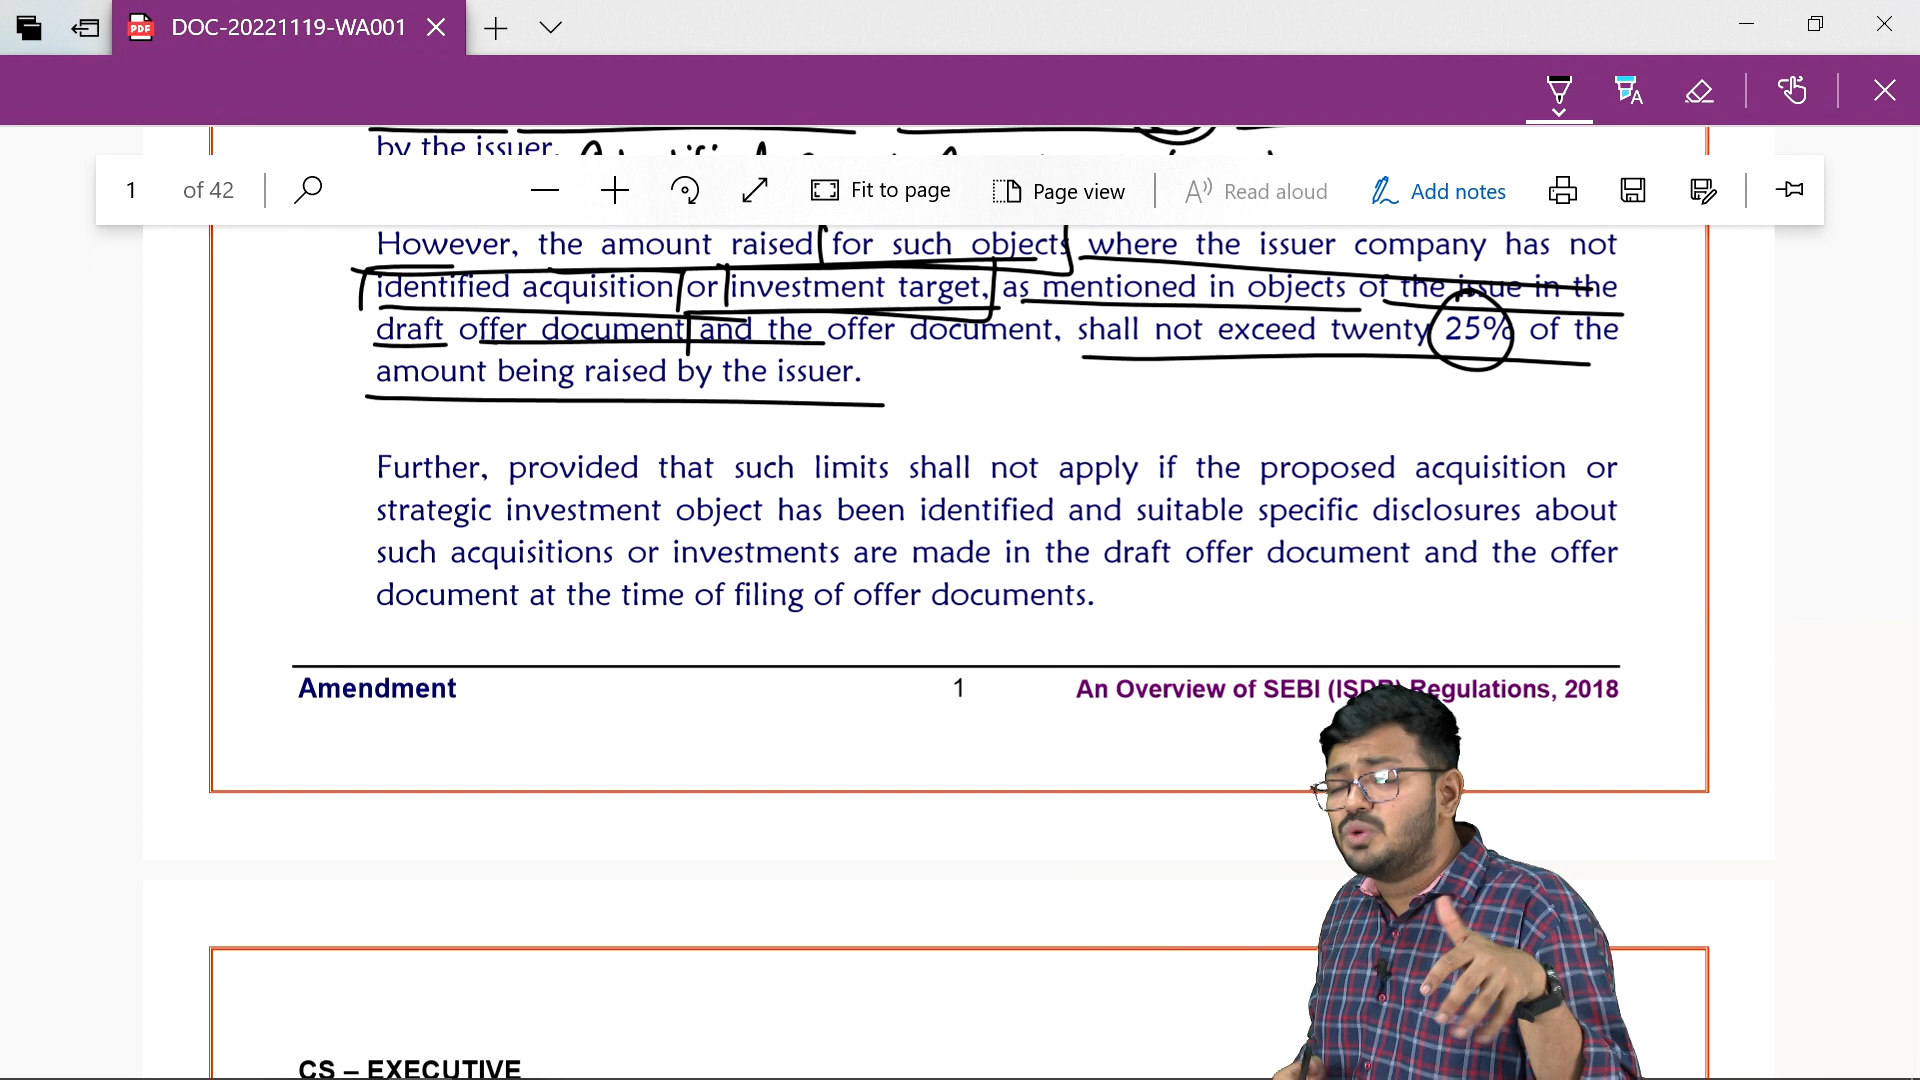 DOC-20221119-WA001
by the issuer.
1 of 42 Fit to page Page view Read aloud Add notes
However, the amount raised for such objects where the issuer company has not
identified acquisition or investment target, as mentioned in objects of the issue in the
draft offer document and the offer document, shall not exceed twenty 25% of the
amount being raised by the issuer.
Further, provided that such limits shall not apply if the proposed acquisition or
strategic investment object has been identified and suitable specific disclosures about
such acquisitions or investments are made in the draft offer document and the offer
document at the time of filing of offer documents.
Amendment 1 An Overview of SEBI (ISDR) Regulations, 2018
CS – EXECUTIVE